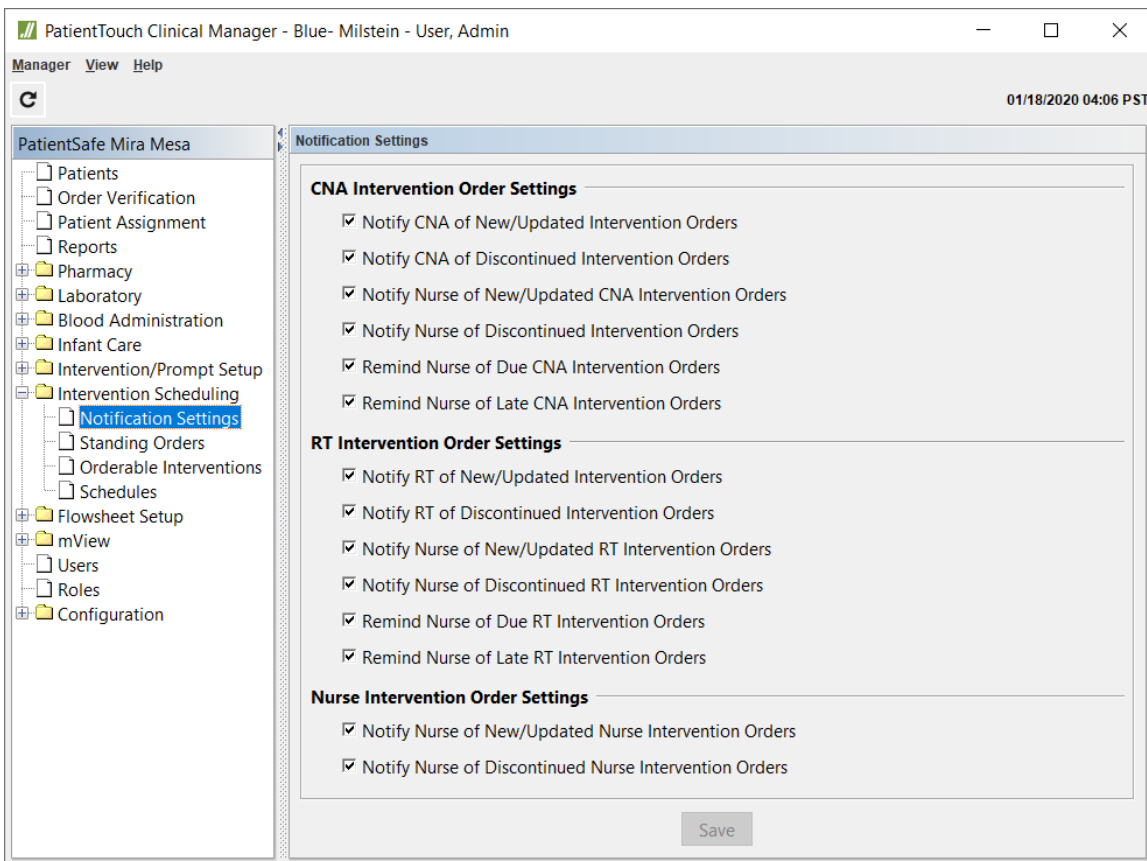 PatientTouch Clinical Manager - Blue- Milstein - User, Admin
Manager View Help
01/18/2020 04:06 PST
PatientSafe Mira Mesa
Patients
Order Verification
Patient Assignment
Reports
Pharmacy
Laboratory
Blood Administration
Infant Care
Intervention/Prompt Setup
Intervention Scheduling
Notification Settings
Standing Orders
Orderable Interventions
Schedules
Flowsheet Setup
mView
Users
Roles
Configuration
Notification Settings
CNA Intervention Order Settings
Notify CNA of New/Updated Intervention Orders
Notify CNA of Discontinued Intervention Orders
Notify Nurse of New/Updated CNA Intervention Orders
Notify Nurse of Discontinued Intervention Orders
Remind Nurse of Due CNA Intervention Orders
Remind Nurse of Late CNA Intervention Orders
RT Intervention Order Settings
Notify RT of New/Updated Intervention Orders
Notify RT of Discontinued Intervention Orders
Notify Nurse of New/Updated RT Intervention Orders
Notify Nurse of Discontinued RT Intervention Orders
Remind Nurse of Due RT Intervention Orders
Remind Nurse of Late RT Intervention Orders
Nurse Intervention Order Settings
Notify Nurse of New/Updated Nurse Intervention Orders
Notify Nurse of Discontinued Nurse Intervention Orders
Save